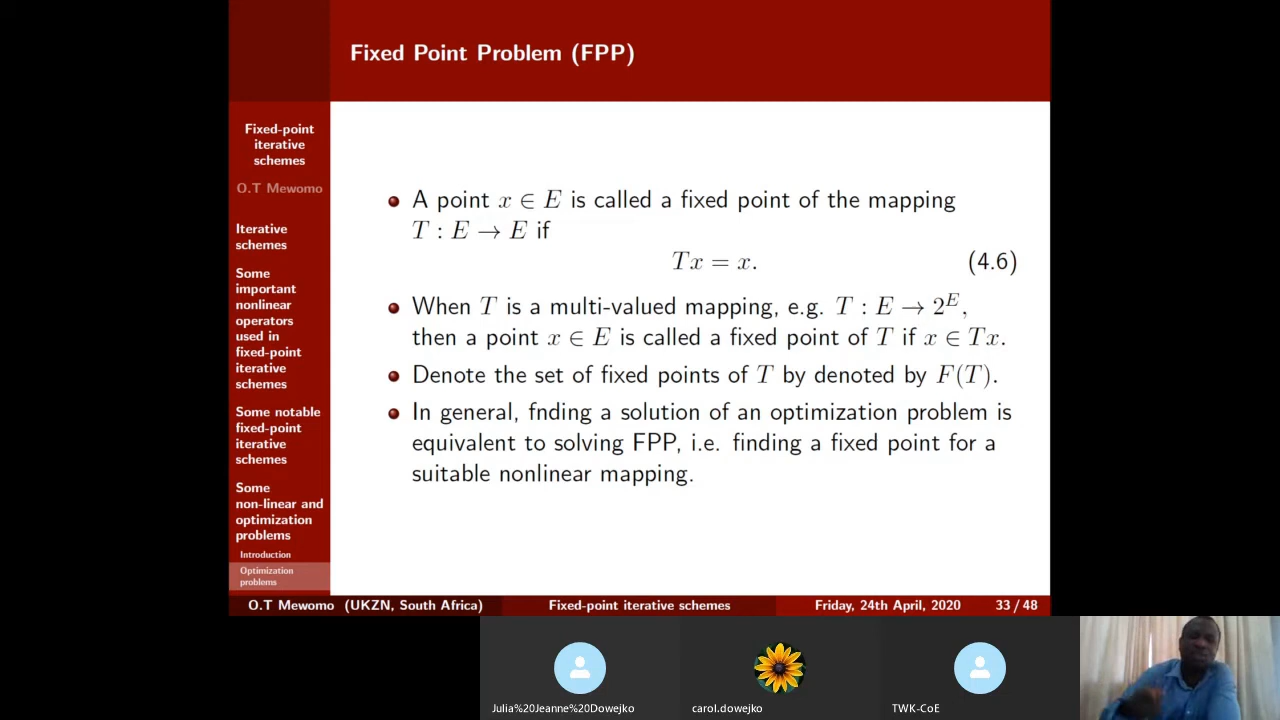 Fixed Point Problem (FPP)
Fixed-point
iterative
schemes
O.T Mewomo
Iterative
schemes
Some
important
nonlinear
operators
used in
fixed-point
iterative
schemes
Some notable
fixed-point
iterative
schemes
Some
non-linear and
optimization
problems
Introduction
Optimization
problems
A point x ∈ E is called a fixed point of the mapping
T : E → E if
Tx = x. (4.6)
When T is a multi-valued mapping, e.g. T : E → 2^E,
then a point x ∈ E is called a fixed point of T if x ∈ Tx.
Denote the set of fixed points of T by denoted by F(T).
In general, fnding a solution of an optimization problem is
equivalent to solving FPP, i.e. finding a fixed point for a
suitable nonlinear mapping.
O.T Mewomo (UKZN, South Africa) Fixed-point iterative schemes Friday, 24th April, 2020 33 / 48
Julia%20Jeanne%20Dowejko carol.dowejko TWK-CoE